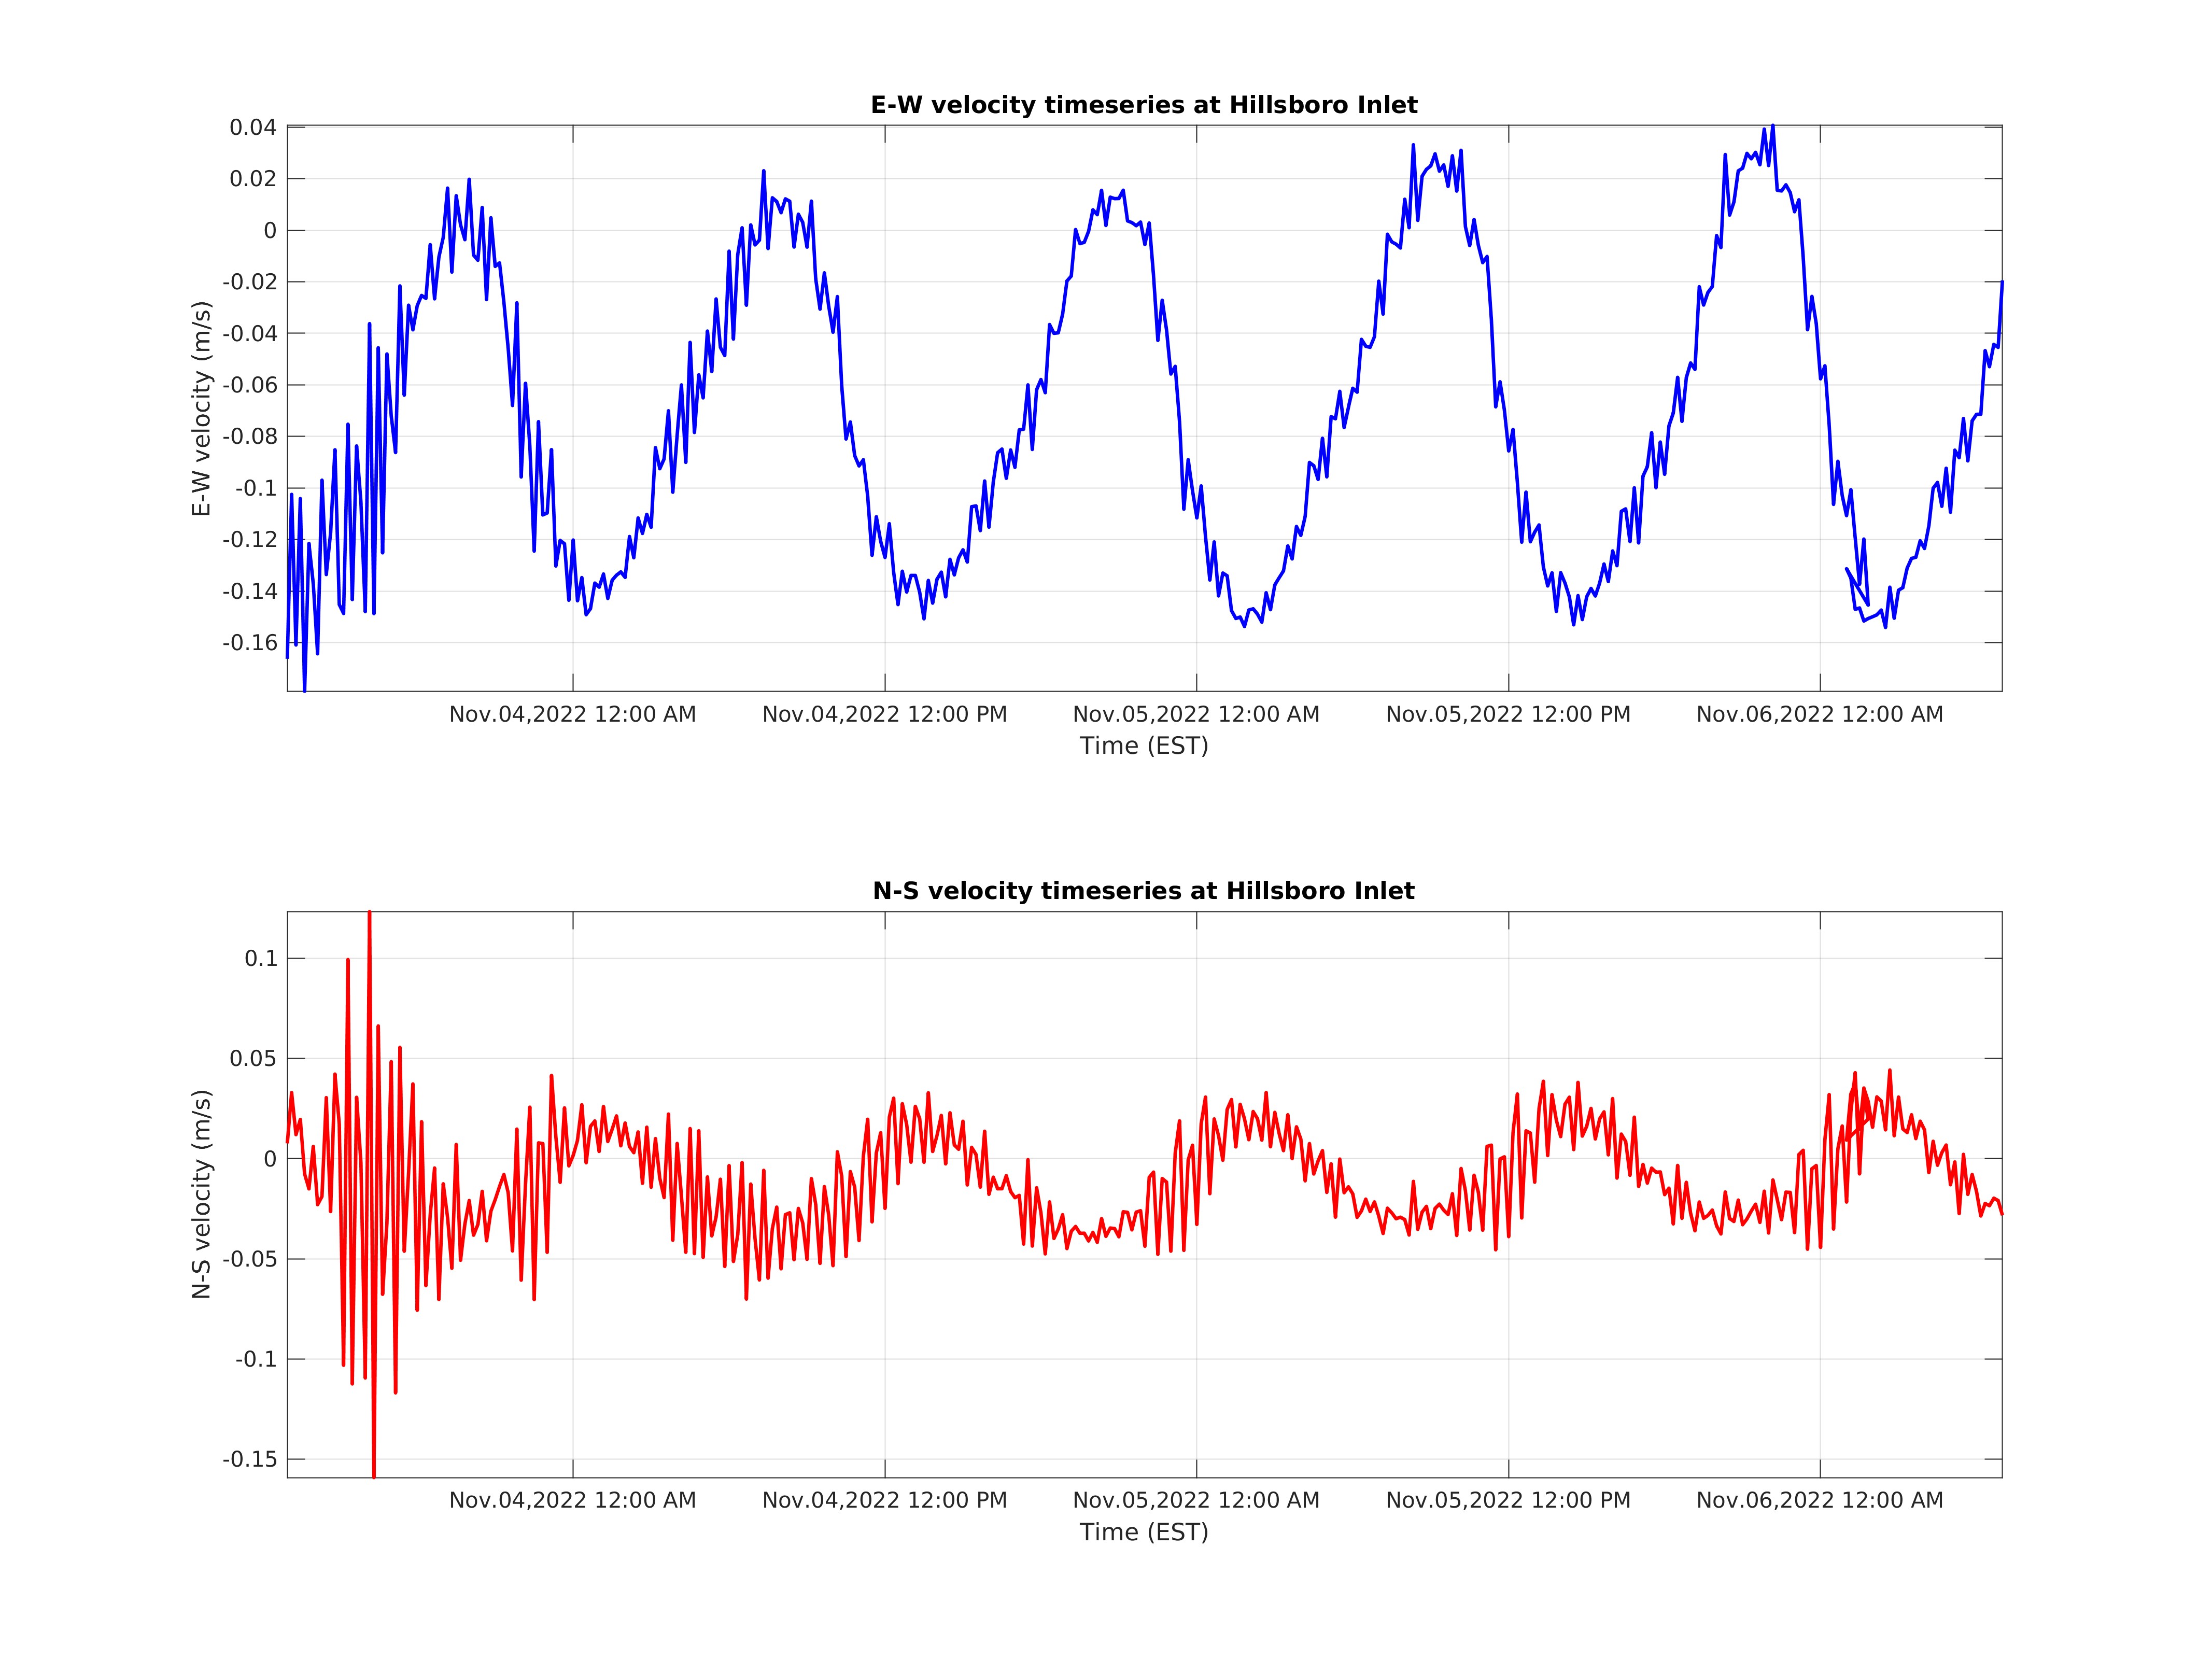 E-W velocity timeseries at Hillsboro Inlet
0.04
0.02
0
-0.02
-0.04
-0.06
-0.08
-0.1
-0.12
-0.14
-0.16
E-W velocity (m/s)
Nov.04,2022 12:00 AM Nov.04,2022 12:00 PM Nov.05,2022 12:00 AM Nov.05,2022 12:00 PM Nov.06,2022 12:00 AM
Time (EST)
N-S velocity timeseries at Hillsboro Inlet
0.1
0.05
0
-0.05
-0.1
-0.15
N-S velocity (m/s)
Nov.04,2022 12:00 AM Nov.04,2022 12:00 PM Nov.05,2022 12:00 AM Nov.05,2022 12:00 PM Nov.06,2022 12:00 AM
Time (EST)